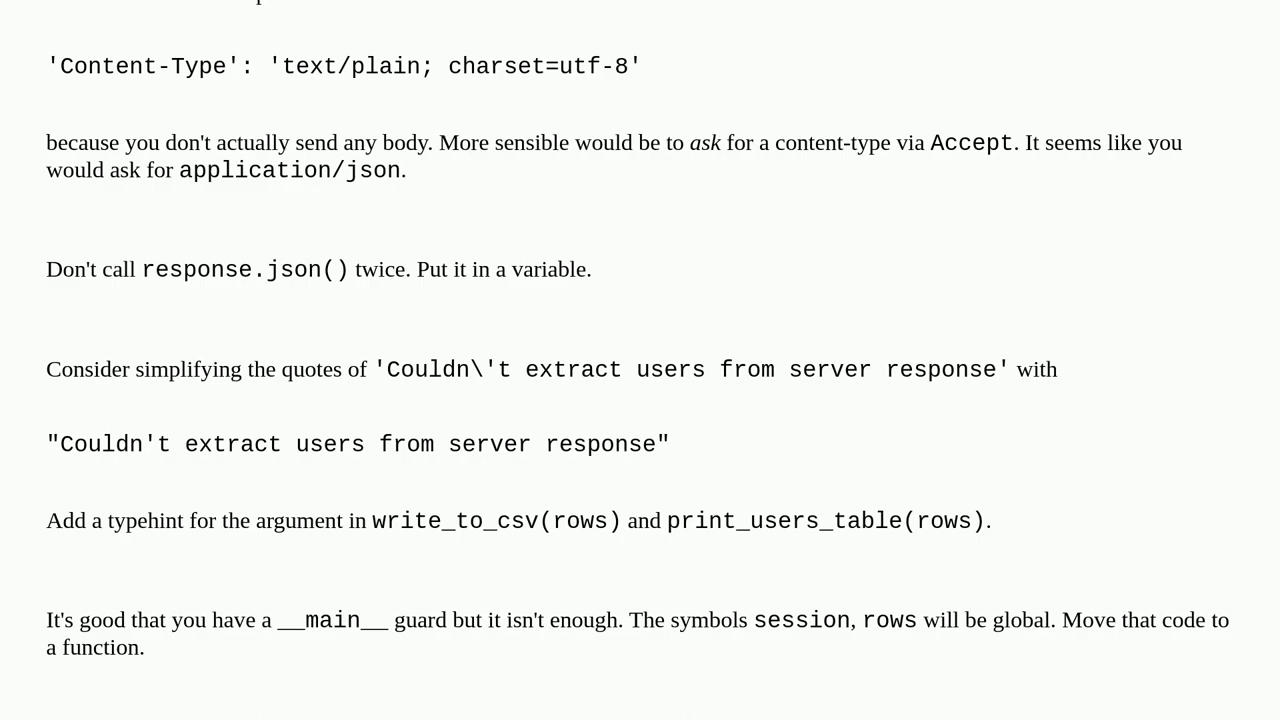 'Content-Type': 'text/plain; charset=utf-8'
because you don't actually send any body. More sensible would be to ask for a content-type via Accept. It seems like you
would ask for application/json.
Don't call response.json() twice. Put it in a variable.
Consider simplifying the quotes of 'Couldn\'t extract users from server response' with
"Couldn't extract users from server response"
Add a typehint for the argument in write_to_csv(rows) and print_users_table(rows).
It's good that you have a __main__ guard but it isn't enough. The symbols session, rows will be global. Move that code to
a function.